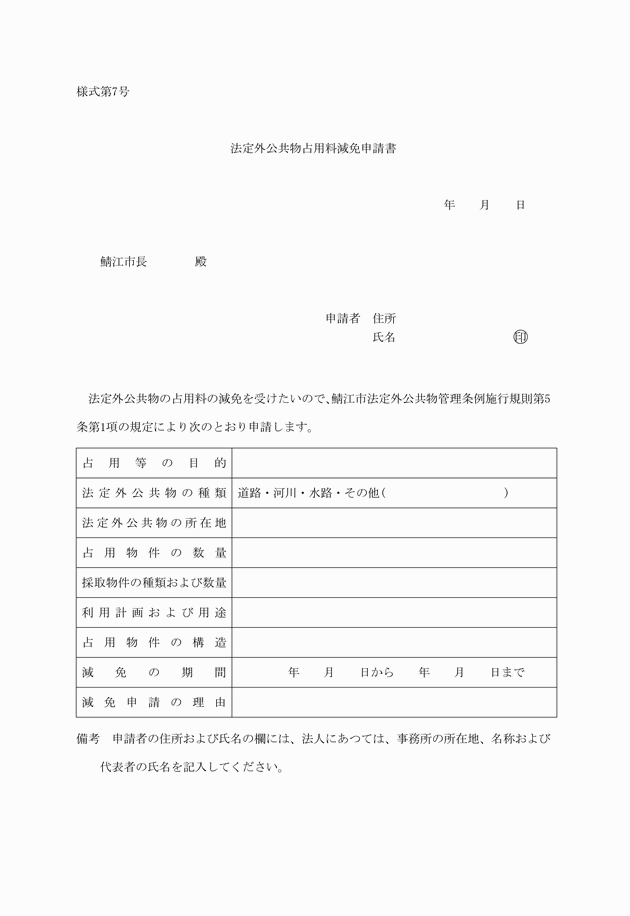 様式第7号
法定外公共物占用料減免申請書
年　　月　　日
鯖江市長　　　　殿
申請者　住所
氏名　　　　　　　　　　㊞
法定外公共物の占用料の減免を受けたいので、鯖江市法定外公共物管理条例施行規則第5
条第1項の規定により次のとおり申請します。
占用等の目的
法定外公共物の種類　道路・河川・水路・その他(　　　　　　　　　　)
法定外公共物の所在地
占用物件の数量
採取物件の種類および数量
利用計画および用途
占用物件の構造
減免の期間　年　　月　　日から　　年　　月　　日まで
減免申請の理由
備考　申請者の住所および氏名の欄には、法人にあつては、事務所の所在地、名称および
代表者の氏名を記入してください。